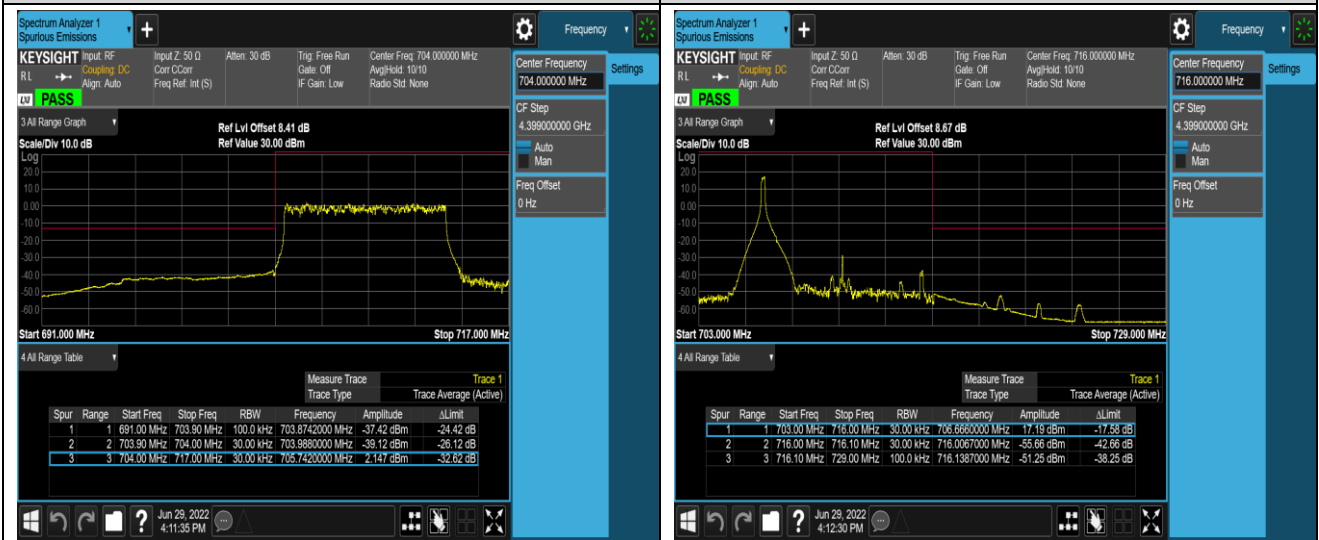 Spectrum Analyzer 1
Spurious Emissions
+
Frequency
KEYSIGHT Input: RF Input Z: 50 Ω Atten: 30 dB Trig: Free Run Center Freq: 704.000000 MHz
RL Coupling: DC Corr CCorr Gate: Off Avg|Hold: 10/10
Align: Auto Freq Ref: Int (S) IF Gain: Low Radio Std: None
LXI PASS
Center Frequency
704.000000 MHz
Settings
CF Step
4.399000000 GHz
Auto
Man
Freq Offset
0 Hz
3 All Range Graph
Ref Lvl Offset 8.41 dB
Scale/Div 10.0 dB Ref Value 30.00 dBm
Log
20.0
10.0
0.00
-10.0
-20.0
-30.0
-40.0
-50.0
-60.0
Start 691.000 MHz Stop 717.000 MHz
4 All Range Table
Measure Trace Trace 1
Trace Type Trace Average (Active)
Spur Range Start Freq Stop Freq RBW Frequency Amplitude ΔLimit
1 1 691.00 MHz 703.90 MHz 100.0 kHz 703.8742000 MHz -37.42 dBm -24.42 dB
2 2 703.90 MHz 704.00 MHz 30.00 kHz 703.9880000 MHz -39.12 dBm -26.12 dB
3 3 704.00 MHz 717.00 MHz 30.00 kHz 705.7420000 MHz 2.147 dBm -32.62 dB
?
Jun 29, 2022
4:11:35 PM
Spectrum Analyzer 1
Spurious Emissions
+
Frequency
KEYSIGHT Input: RF Input Z: 50 Ω Atten: 30 dB Trig: Free Run Center Freq: 716.000000 MHz
RL Coupling: DC Corr CCorr Gate: Off Avg|Hold: 10/10
Align: Auto Freq Ref: Int (S) IF Gain: Low Radio Std: None
LXI PASS
Center Frequency
716.000000 MHz
Settings
CF Step
4.399000000 GHz
Auto
Man
Freq Offset
0 Hz
3 All Range Graph
Ref Lvl Offset 8.67 dB
Scale/Div 10.0 dB Ref Value 30.00 dBm
Log
20.0
10.0
0.00
-10.0
-20.0
-30.0
-40.0
-50.0
-60.0
Start 703.000 MHz Stop 729.000 MHz
4 All Range Table
Measure Trace Trace 1
Trace Type Trace Average (Active)
Spur Range Start Freq Stop Freq RBW Frequency Amplitude ΔLimit
1 1 703.00 MHz 716.00 MHz 30.00 kHz 706.6660000 MHz 17.19 dBm -17.58 dB
2 2 716.00 MHz 716.10 MHz 30.00 kHz 716.0067000 MHz -55.66 dBm -42.66 dB
3 3 716.10 MHz 729.00 MHz 100.0 kHz 716.1387000 MHz -51.25 dBm -38.25 dB
?
Jun 29, 2022
4:12:30 PM